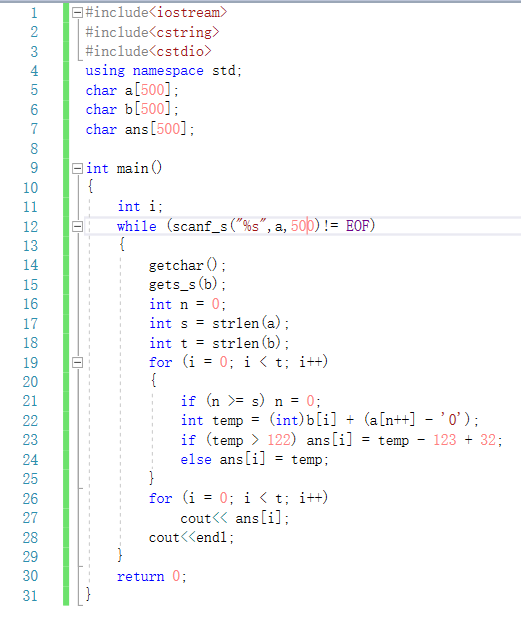 1 #include<iostream>
2 #include<cstring>
3 #include<cstdio>
4 using namespace std;
5 char a[500];
6 char b[500];
7 char ans[500];
8
9 int main()
10 {
11 int i;
12 while (scanf_s("%s",a,500)!= EOF)
13 {
14 getchar();
15 gets_s(b);
16 int n = 0;
17 int s = strlen(a);
18 int t = strlen(b);
19 for (i = 0; i < t; i++)
20 {
21 if (n >= s) n = 0;
22 int temp = (int)b[i] + (a[n++] - '0');
23 if (temp > 122) ans[i] = temp - 123 + 32;
24 else ans[i] = temp;
25 }
26 for (i = 0; i < t; i++)
27 cout<< ans[i];
28 cout<<endl;
29 }
30 return 0;
31 }